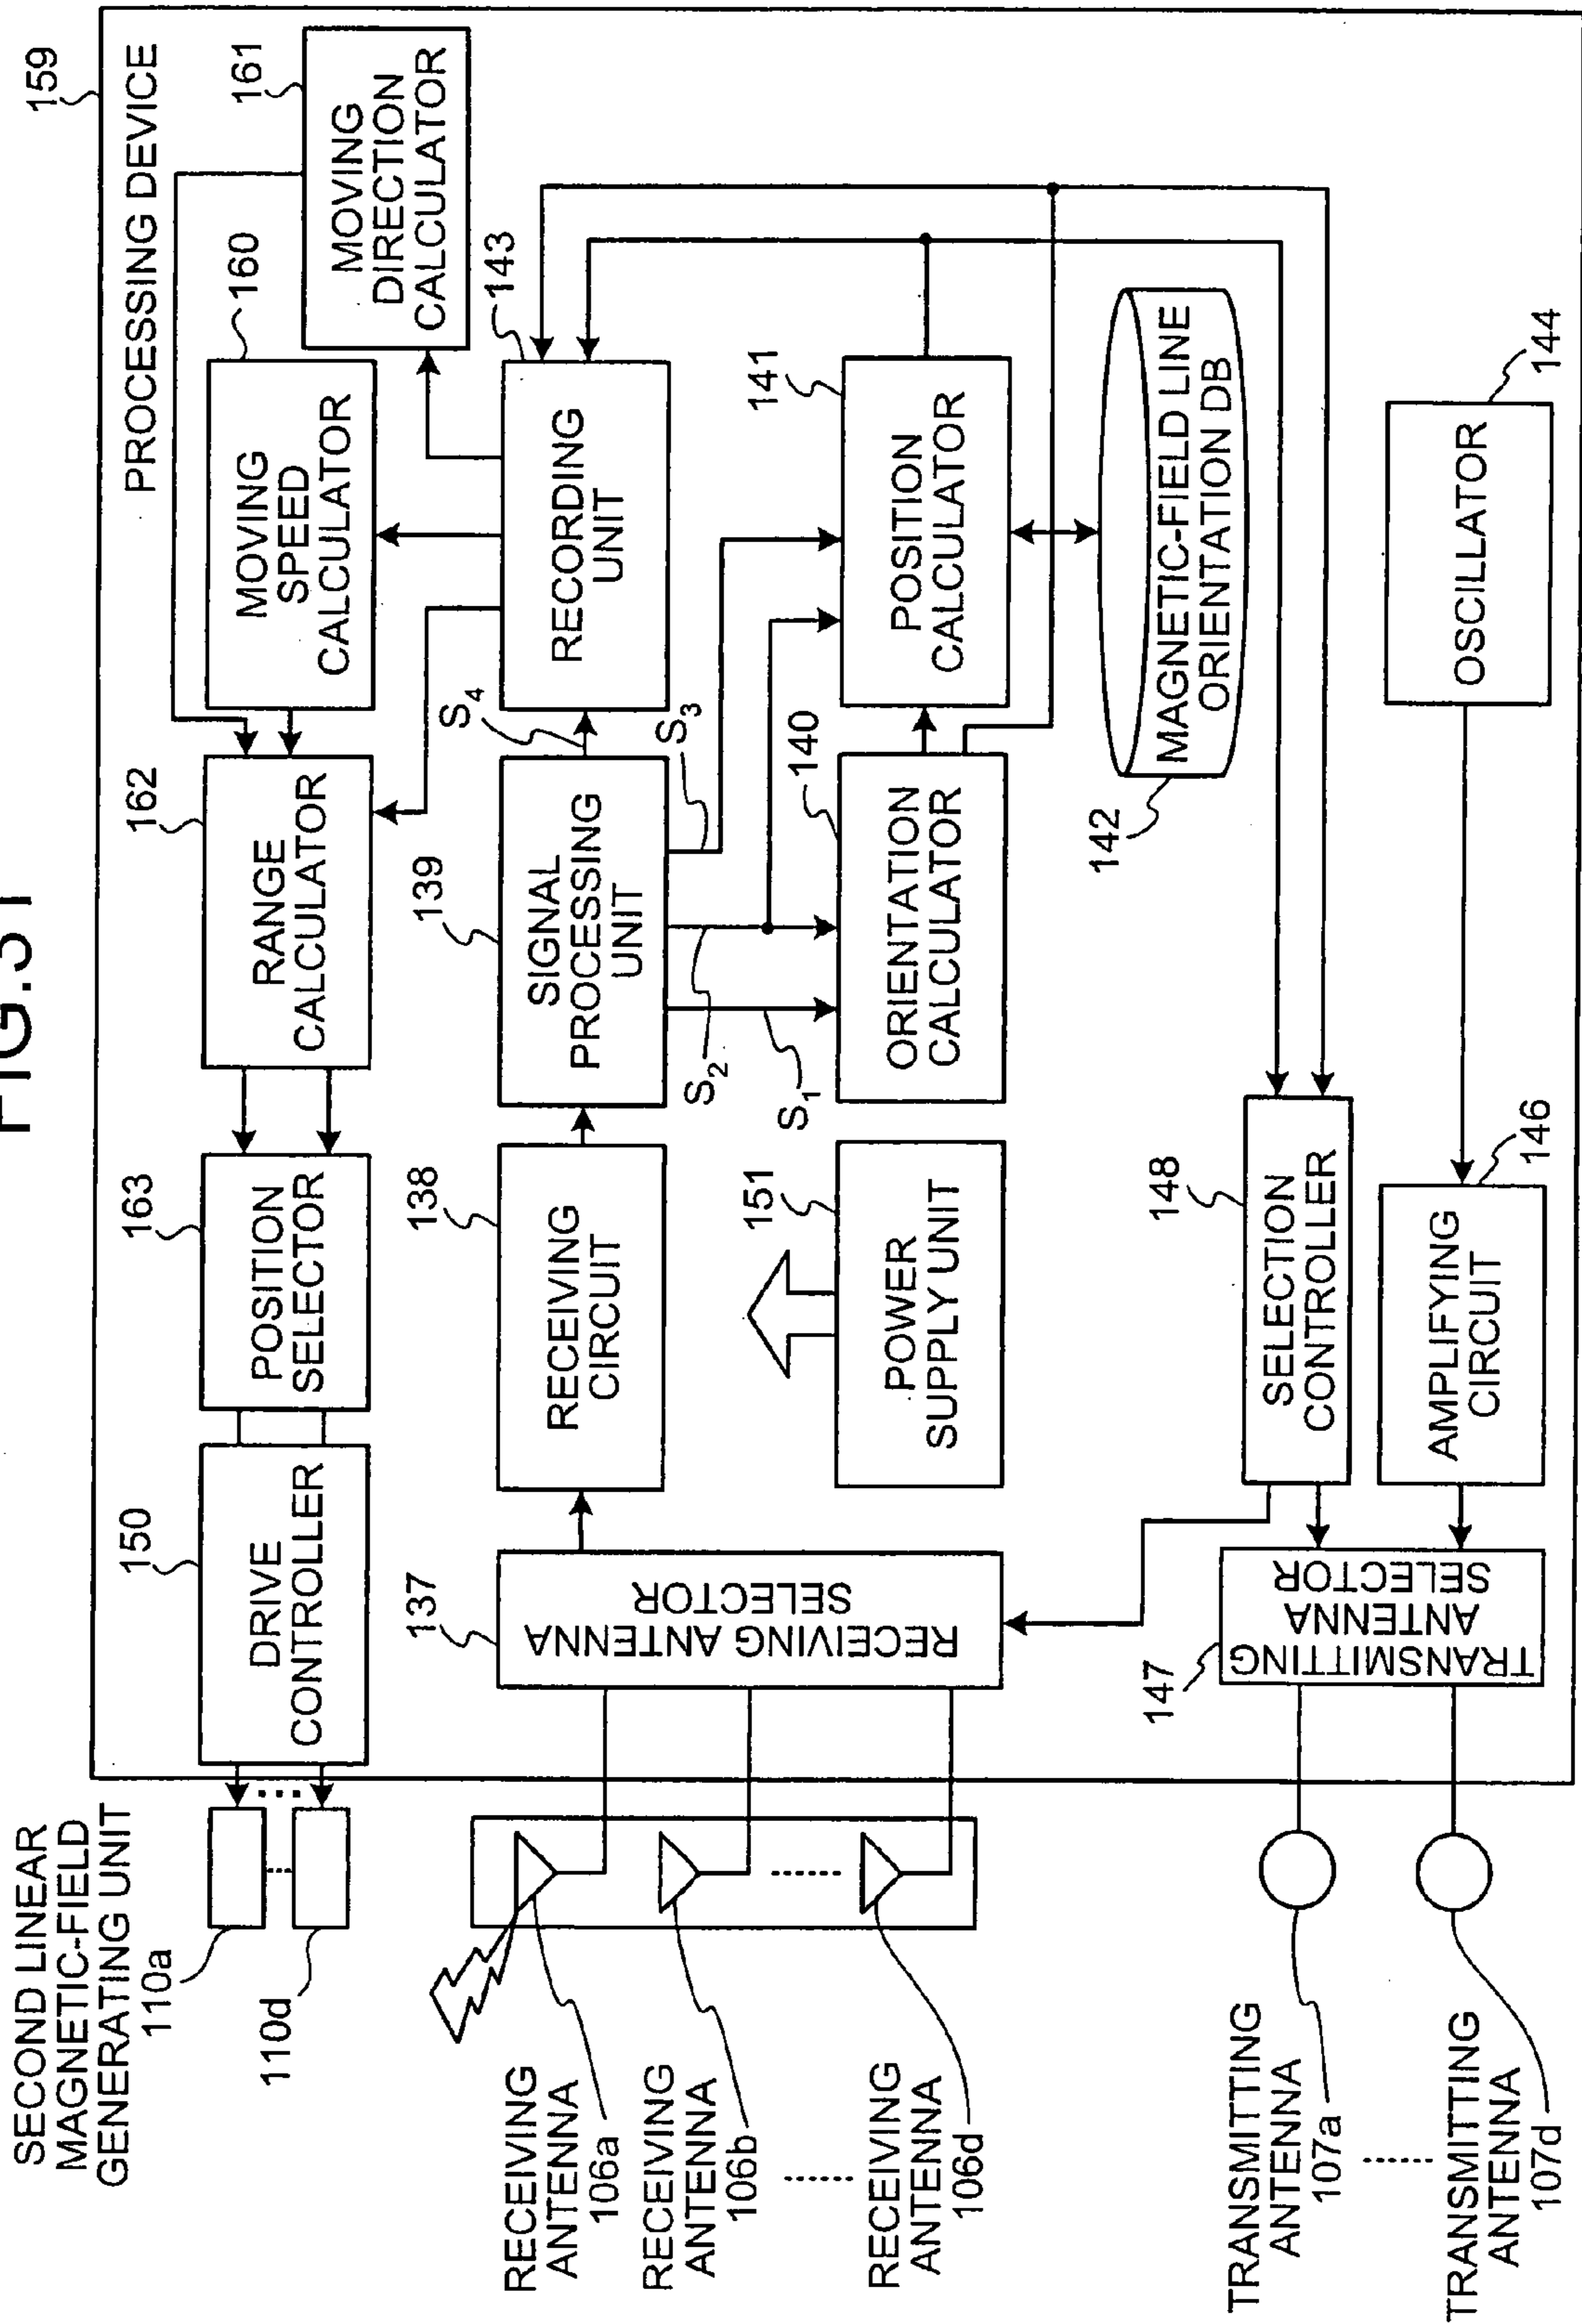 FIG.31
SECOND LINEAR
MAGNETIC-FIELD
GENERATING UNIT
110a
110d
PROCESSING DEVICE
159
DRIVE
CONTROLLER
150
POSITION
SELECTOR
163
RANGE
CALCULATOR
162
MOVING
SPEED
CALCULATOR
160
MOVING
DIRECTION
CALCULATOR
161
RECEIVING
ANTENNA
106a
RECEIVING
ANTENNA
106b
RECEIVING
ANTENNA
106d
RECEIVING ANTENNA
SELECTOR
137
RECEIVING
CIRCUIT
138
SIGNAL
PROCESSING
UNIT
139
S4
RECORDING
UNIT
143
S1
S2
S3
POWER
SUPPLY UNIT
151
ORIENTATION
CALCULATOR
140
POSITION
CALCULATOR
141
MAGNETIC-FIELD LINE
ORIENTATION DB
142
TRANSMITTING
ANTENNA
107a
TRANSMITTING
ANTENNA
107d
TRANSMITTING
ANTENNA
SELECTOR
147
SELECTION
CONTROLLER
148
AMPLIFYING
CIRCUIT
146
OSCILLATOR
144